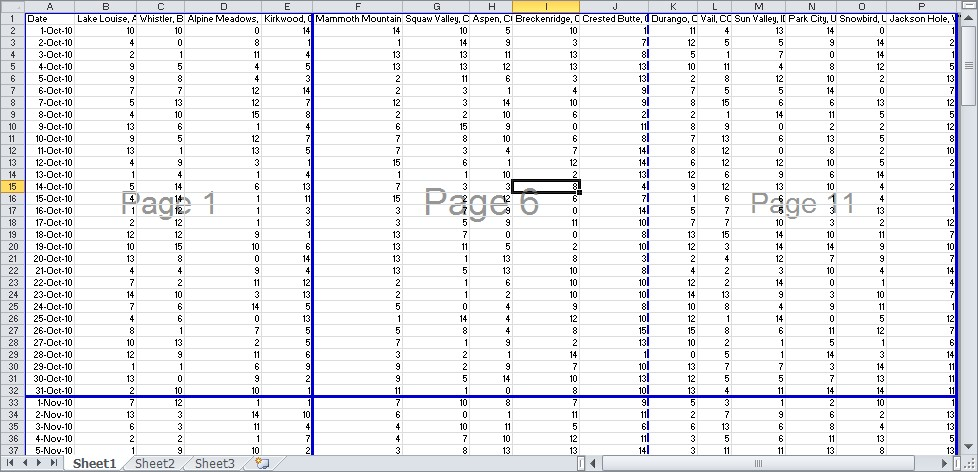 A B C D E F G H I J K L M N O P
1 Date Lake Louise, A Whistler, B Alpine Meadows, Kirkwood, Mammoth Mountain Squaw Valley, C Aspen, Breckenridge, Crested Butte, Durango, Vail, CC Sun Valley, Park City, U Snowbird, U Jackson Hole,
2 1-Oct-10 10 10 0 14 14 10 5 10 1 11 4 13 14 0
3 2-Oct-10 4 0 8 1 1 14 9 3 7 12 5 5 9 14 2
4 3-Oct-10 2 1 11 4 13 13 11 13 8 5 1 7 0 14 1
5 4-Oct-10 9 5 4 5 13 13 12 13 13 10 11 4 8 12 5
6 5-Oct-10 9 8 4 3 2 11 6 3 13 2 8 12 10 2 13
7 6-Oct-10 7 7 12 14 2 3 1 4 9 7 5 5 14 0 7
8 7-Oct-10 5 13 12 7 12 3 14 10 9 8 15 6 6 13 12
9 8-Oct-10 4 10 15 8 2 2 10 6 2 2 1 14 11 5 5
10 9-Oct-10 13 6 1 4 6 15 9 0 11 7 2 8 0 6 12
11 10-Oct-10 9 5 12 7 7 8 10 6 8 7 13 6 13 5 8
12 11-Oct-10 13 1 13 5 7 3 4 7 14 8 12 0 8 2 10
13 12-Oct-10 4 9 3 1 15 6 1 12 14 6 12 12 10 5 13
14 13-Oct-10 1 4 1 4 1 1 10 2 13 12 14 9 6 14 1
15 14-Oct-10 5 14 15 13 7 3 3 8 4 9 12 13 10 4 2
16 15-Oct-10 4 14 11 3 2 12 6 7 1 6 1
17 16-Oct-10 1 12 1 3 3 7 9 0 14 1 7 4 13 1
18 17-Oct-10 2 12 9 1 3 5 9 11 10 7 7 10 3 2 12
19 18-Oct-10 12 12 9 3 13 7 0 0 8 13 15 14 11 2 7
20 19-Oct-10 10 15 10 6 13 11 5 2 10 12 3 14 14 9 10
21 20-Oct-10 13 8 0 14 13 1 13 8 3 2 4 12 7 9 7
22 21-Oct-10 4 4 9 4 13 5 13 10 8 4 2 8 10 6 7
23 22-Oct-10 7 2 11 12 2 1 6 10 10 12 8 0 14 6 0
24 23-Oct-10 14 10 3 13 2 1 2 10 14 13 9 3 10 7
25 24-Oct-10 7 6 14 5 5 0 4 9 8 10 7 6 14 5 11
26 25-Oct-10 4 6 0 13 1 14 4 12 10 12 1 14 0 5 12
27 26-Oct-10 8 1 7 5 5 8 4 8 15 15 8 6 11 12 7
28 27-Oct-10 10 13 2 5 7 1 9 2 13 10 2 1 5 1 6
29 28-Oct-10 12 9 11 6 3 2 1 14 1 0 5 1 14 3 14
30 29-Oct-10 1 1 6 9 9 2 9 7 10 13 7 7 3 13 11
31 30-Oct-10 13 0 9 2 9 5 14 10 13 12 5 5 7 13 11
32 31-Oct-10 2 10 10 1 11 1 0 8 10 13 4 11 14 14 11
33 1-Nov-10 7 12 1 1 7 10 8 7 9 5 3 1 2 10 1
34 2-Nov-10 13 3 14 10 6 0 1 11 11 2 7 9 6 2 13
35 3-Nov-10 6 3 11 4 4 10 11 5 6 6 13 4 8 6 12
36 4-Nov-10 2 2 1 7 4 7 10 12 11 3 5 6 11 13 5
37 5-Nov-10 1 3 4 1 8 10 13 13 14 13 8 11 8 13
Page 1 Page 6 Page 11
Sheet1 Sheet2 Sheet3